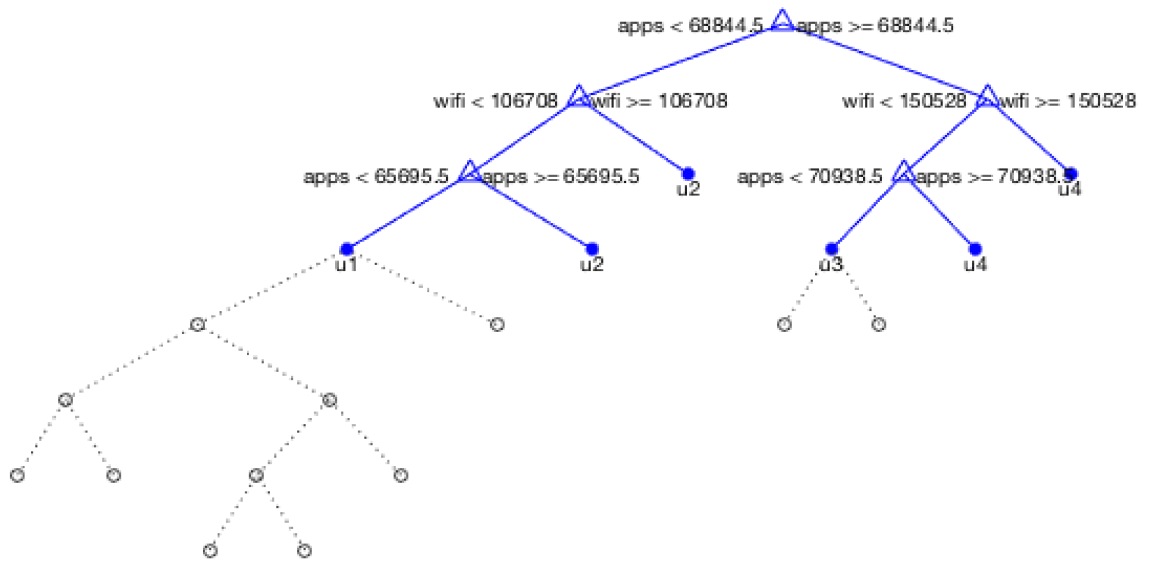 apps < 68844.5 apps >= 68844.5
wifi < 106708 wifi >= 106708 wifi < 150528 wifi >= 150528
apps < 65695.5 apps >= 65695.5 u2 apps < 70938.5 apps >= 70938.5 u4
u1 u2 u3 u4